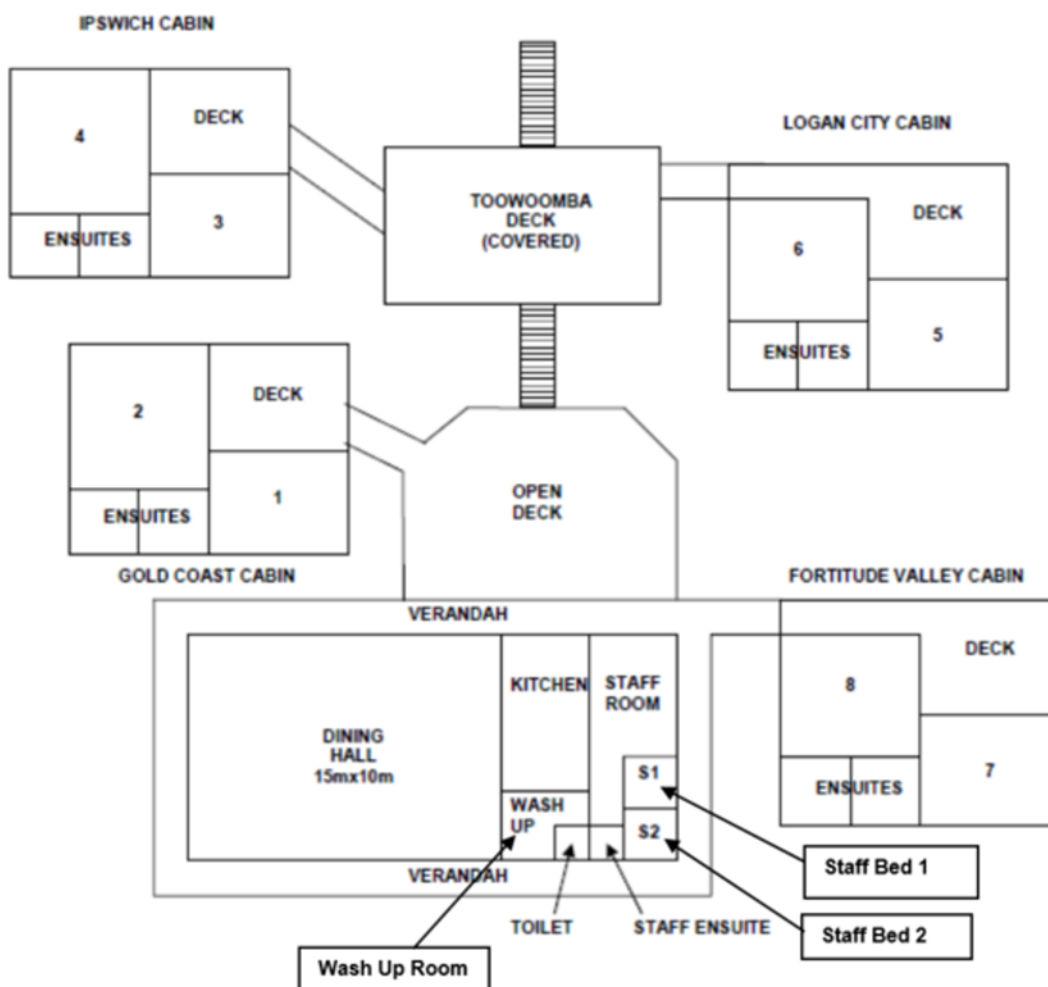 IPSWICH CABIN
4
DECK
3
ENSUITES
TOOWOOMBA
DECK
(COVERED)
LOGAN CITY CABIN
DECK
6
5
ENSUITES
2
DECK
1
ENSUITES
GOLD COAST CABIN
OPEN
DECK
FORTITUDE VALLEY CABIN
DECK
8
7
ENSUITES
VERANDAH
DINING
HALL
15mx10m
KITCHEN
STAFF
ROOM
WASH
UP
S1
S2
VERANDAH
TOILET
STAFF ENSUITE
Staff Bed 1
Staff Bed 2
Wash Up Room